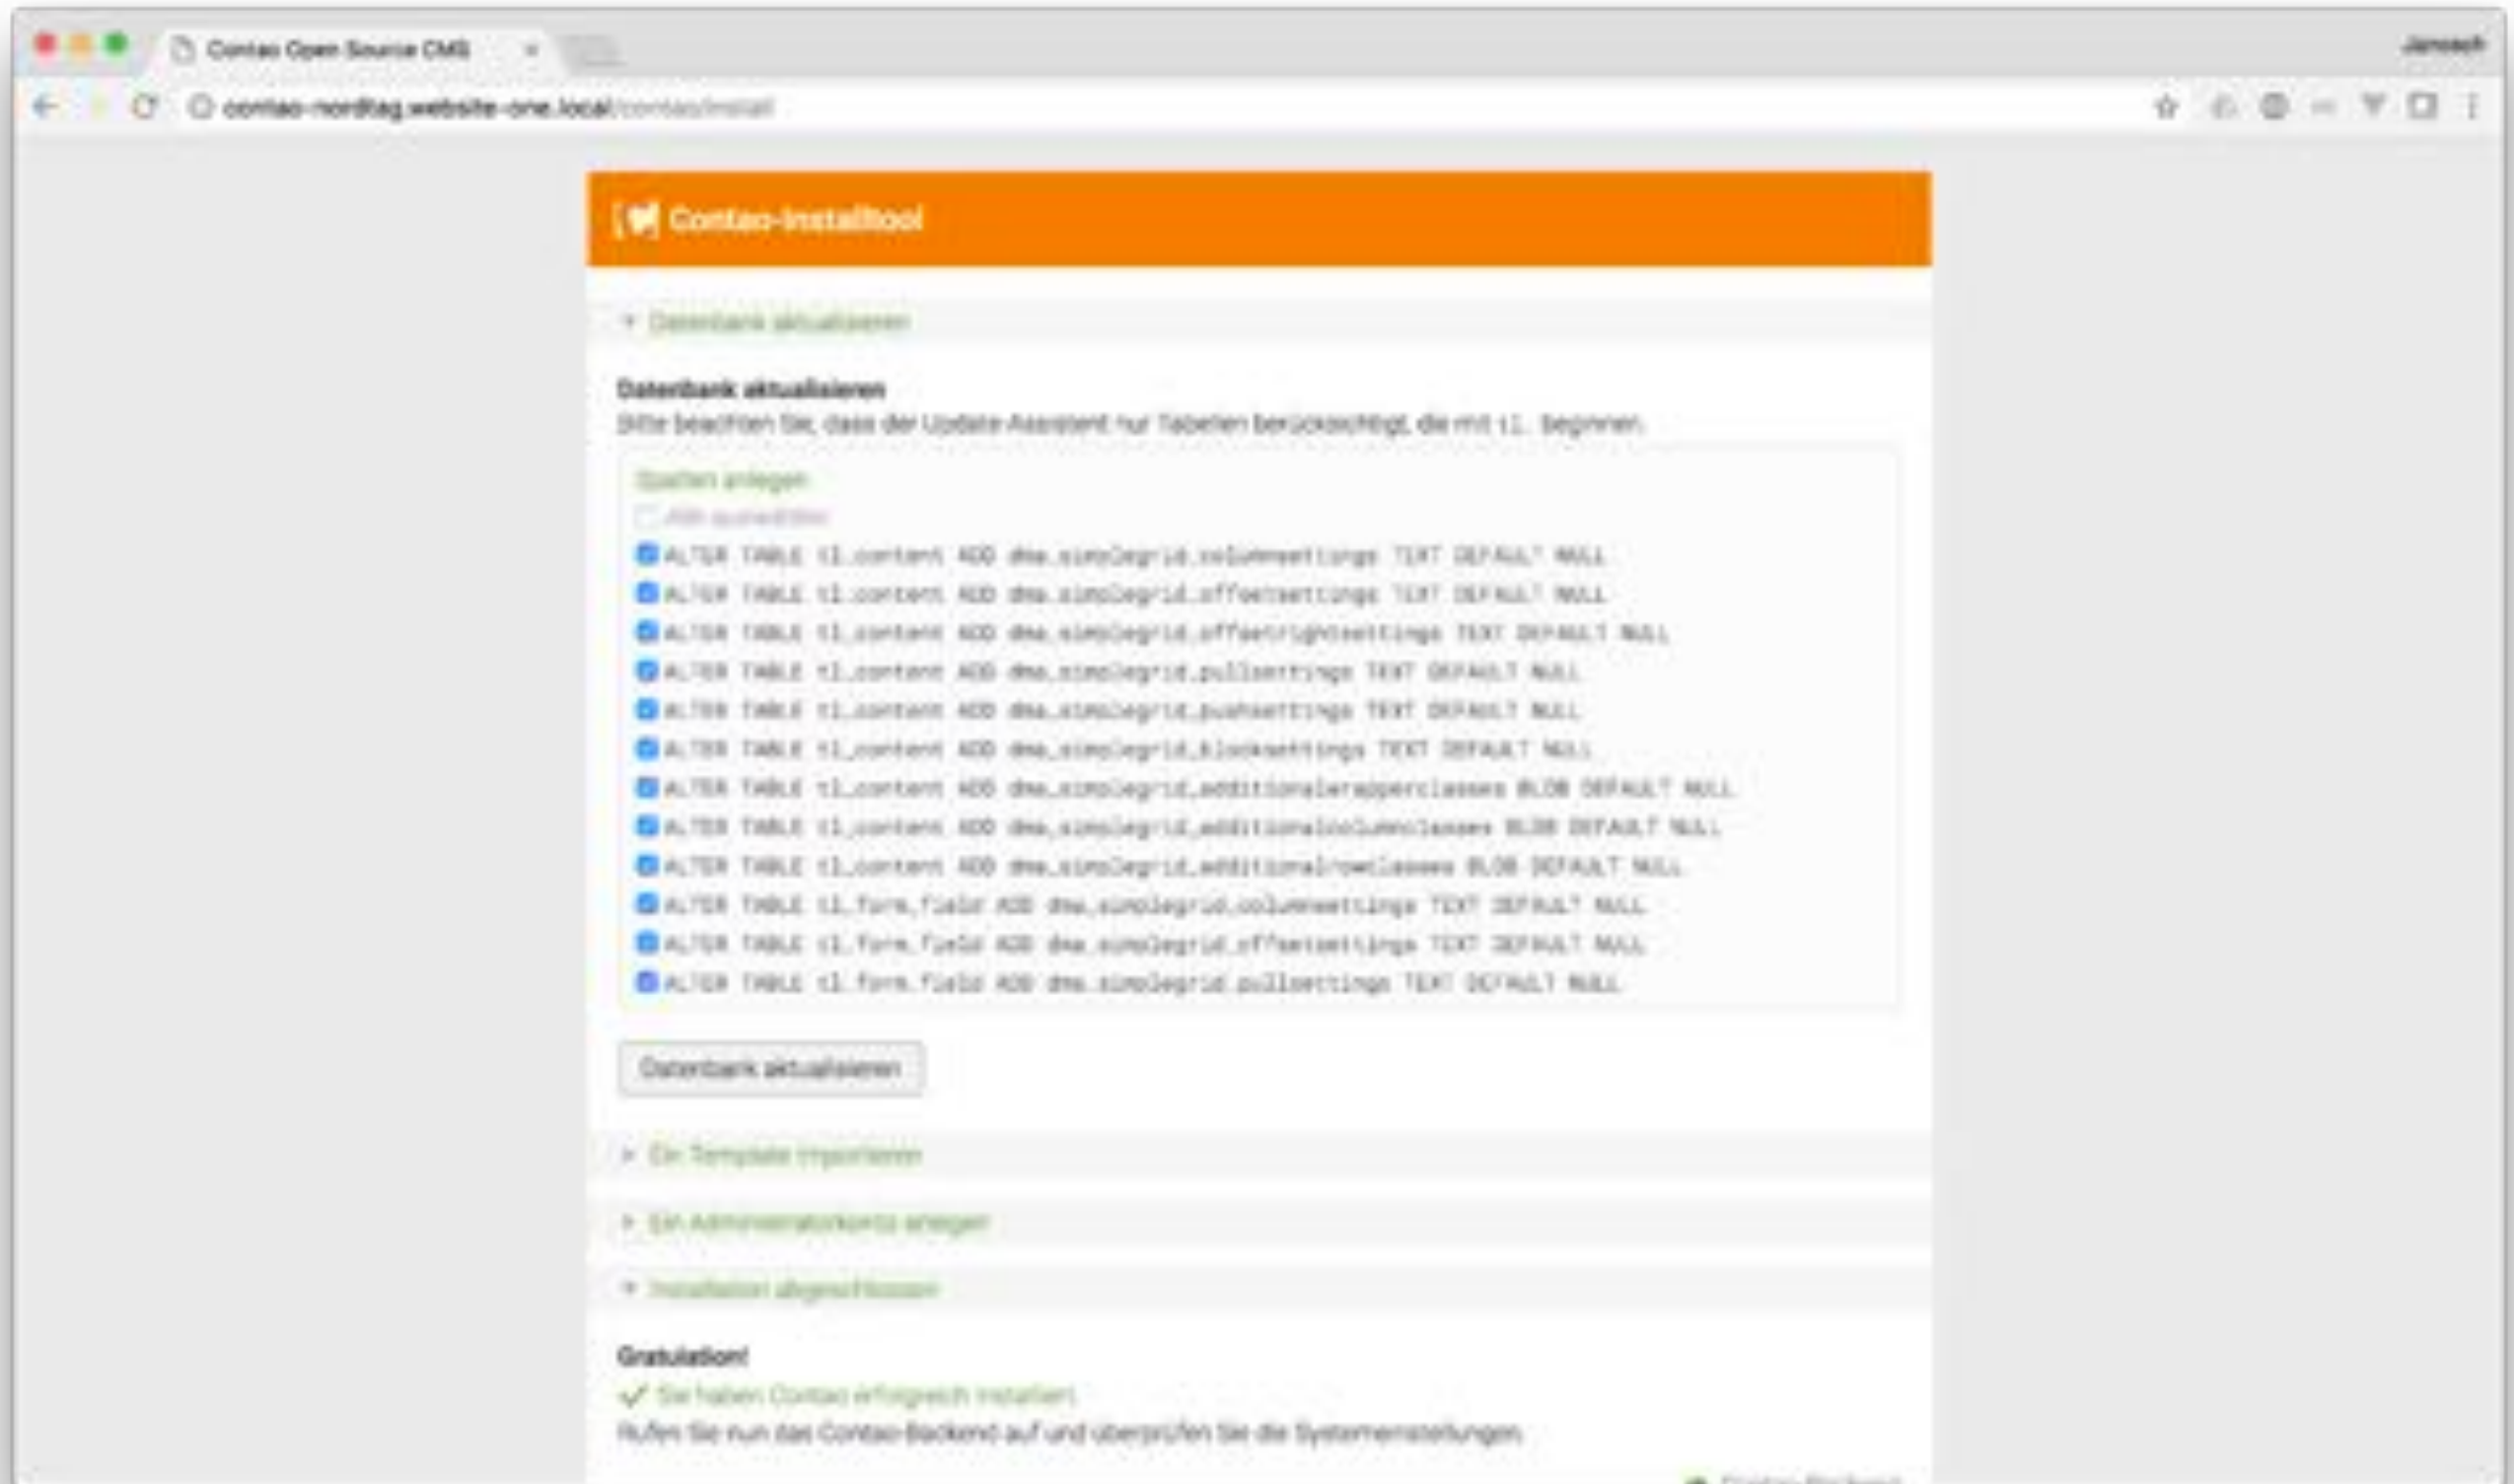 Contao Open Source CMS
Janosch
contao-nordtag.website-one.local/contao/install
Contao-Installtool
Datenbank aktualisieren
Datenbank aktualisieren
Bitte beachten Sie, dass der Update-Assistent nur Tabellen berücksichtigt, die mit tl_ beginnen.
Spalten anlegen
Alle auswählen
ALTER TABLE tl_content ADD dma_simplegrid_columnsettings TEXT DEFAULT NULL
ALTER TABLE tl_content ADD dma_simplegrid_offsetsettings TEXT DEFAULT NULL
ALTER TABLE tl_content ADD dma_simplegrid_offsetrightsettings TEXT DEFAULT NULL
ALTER TABLE tl_content ADD dma_simplegrid_pullsettings TEXT DEFAULT NULL
ALTER TABLE tl_content ADD dma_simplegrid_pushsettings TEXT DEFAULT NULL
ALTER TABLE tl_content ADD dma_simplegrid_blocksettings TEXT DEFAULT NULL
ALTER TABLE tl_content ADD dma_simplegrid_additionalwrapperclasses BLOB DEFAULT NULL
ALTER TABLE tl_content ADD dma_simplegrid_additionalcolumnclasses BLOB DEFAULT NULL
ALTER TABLE tl_content ADD dma_simplegrid_additionalrowclasses BLOB DEFAULT NULL
ALTER TABLE tl_form_field ADD dma_simplegrid_columnsettings TEXT DEFAULT NULL
ALTER TABLE tl_form_field ADD dma_simplegrid_offsetsettings TEXT DEFAULT NULL
ALTER TABLE tl_form_field ADD dma_simplegrid_pullsettings TEXT DEFAULT NULL
Datenbank aktualisieren
Ein Template importieren
Ein Administratorkonto anlegen
Installation abgeschlossen
Gratulation!
Sie haben Contao erfolgreich installiert.
Rufen Sie nun das Contao-Backend auf und überprüfen Sie die Systemeinstellungen.
Contao-Backend